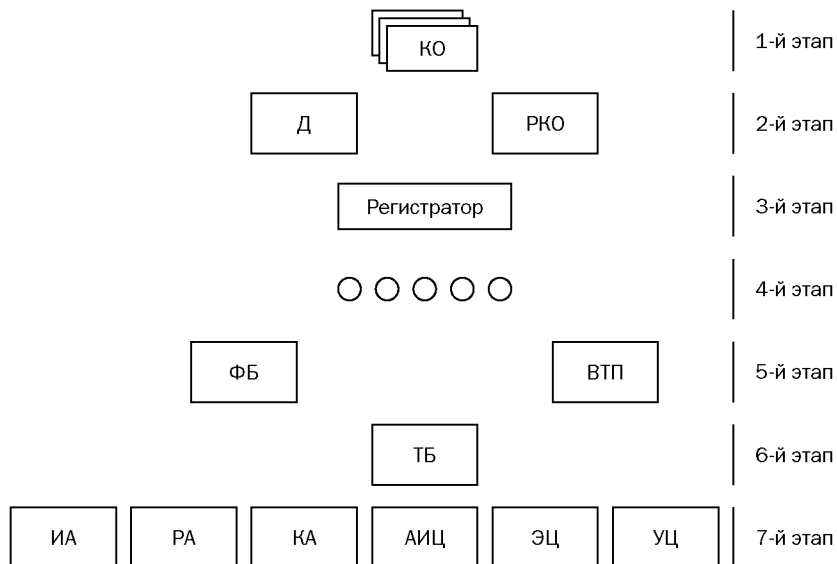 КО
1-й этап
Д
РКО
2-й этап
Регистратор
3-й этап
4-й этап
ФБ
ВТП
5-й этап
ТБ
6-й этап
ИА
РА
КА
АИЦ
ЭЦ
УЦ
7-й этап